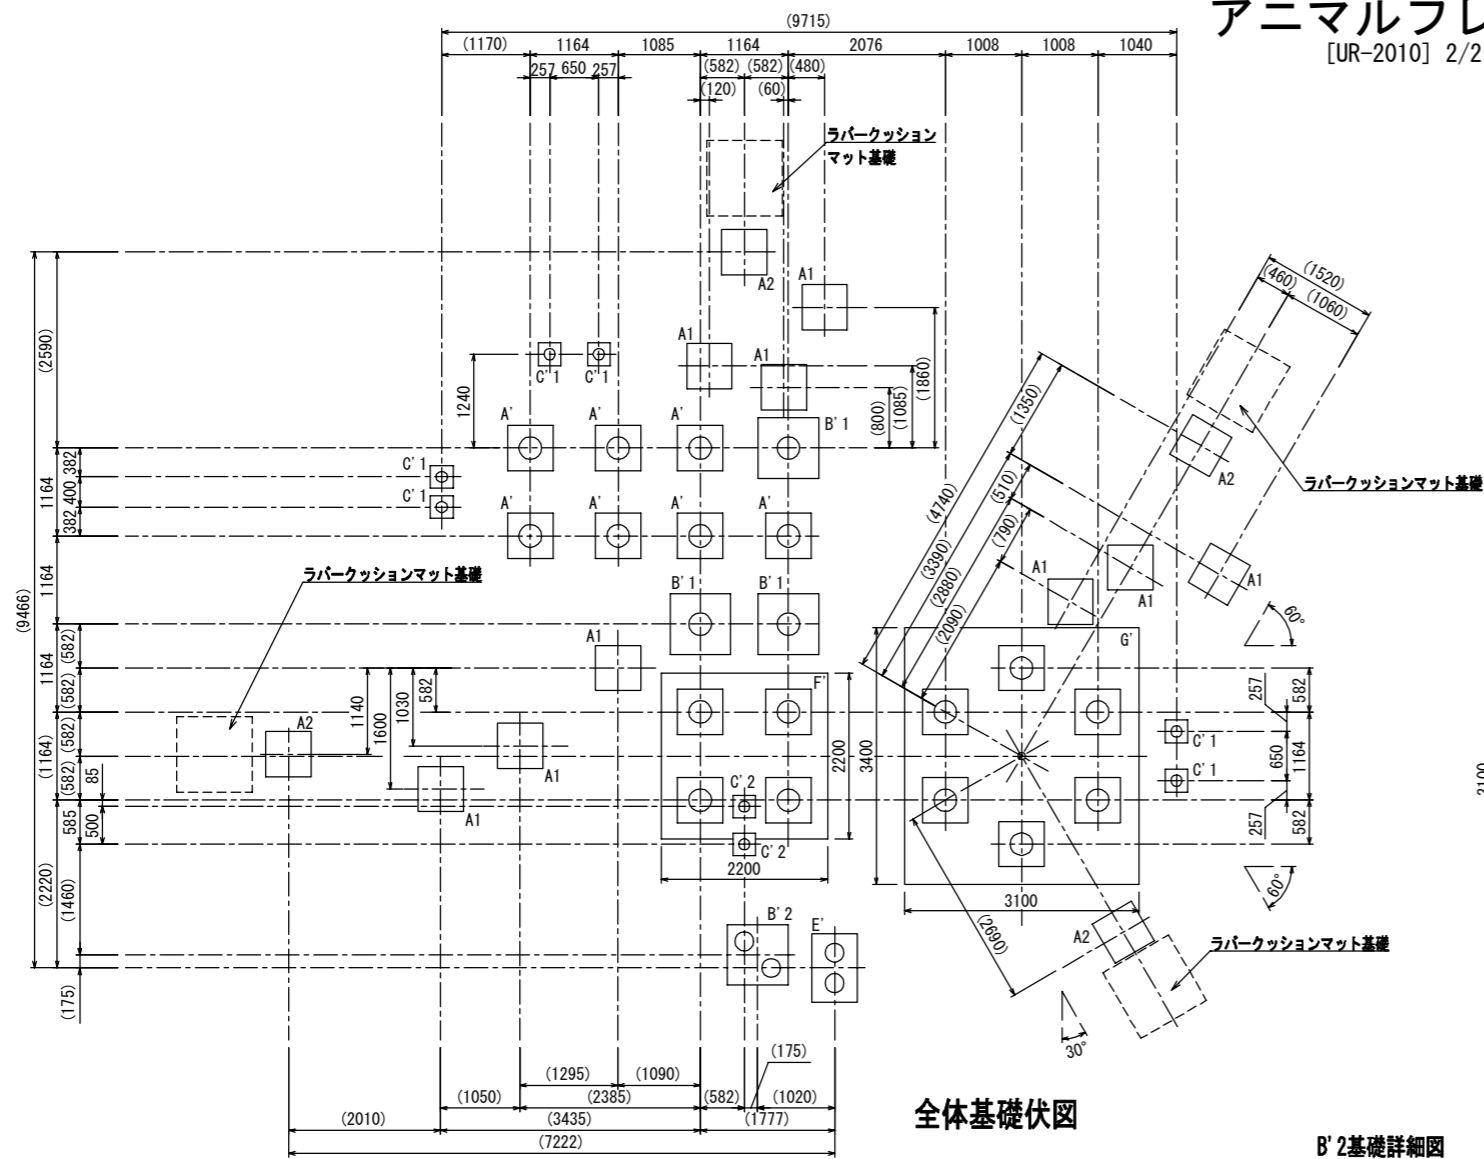 アニマルフレ
[UR-2010] 2/2
(9715)
(1170) 1164 1085 1164 2076 1008 1008 1040
257 650 257 (582) (582) (480)
(120) (60)
ラバークッション
マット基礎
A2
A1
A1
A1
C'1 C'1
1240
(2590)
(800)
(1085)
(1860)
A' A' A' B'1
C'1
C'1
382
400
382
1164
A' A' A' A'
1164
B'1 B'1
(9466)
ラバークッションマット基礎
A1
(582)
(582)
1164
(582)
(582)
(1164)
85
585
500
(2220)
(1460)
(175)
1140
1600
1030
582
A2
A1
A1
F'
2200
2200
C'2
C'2
B'2
E'
(1520)
(460)
(1060)
(1350)
(510)
(790)
(4740)
(3390)
(2880)
(2090)
A2
ラバークッションマット基礎
A1
A1
A1
60°
G'
3400
3100
C'1
C'1
257
582
650
1164
257
582
60°
3100
(2690)
A2
ラバークッションマット基礎
30°
(175)
(1295) (1090)
(1050) (2385) (582) (1020)
(2010) (3435) (1777)
(7222)
全体基礎伏図
B'2基礎詳細図